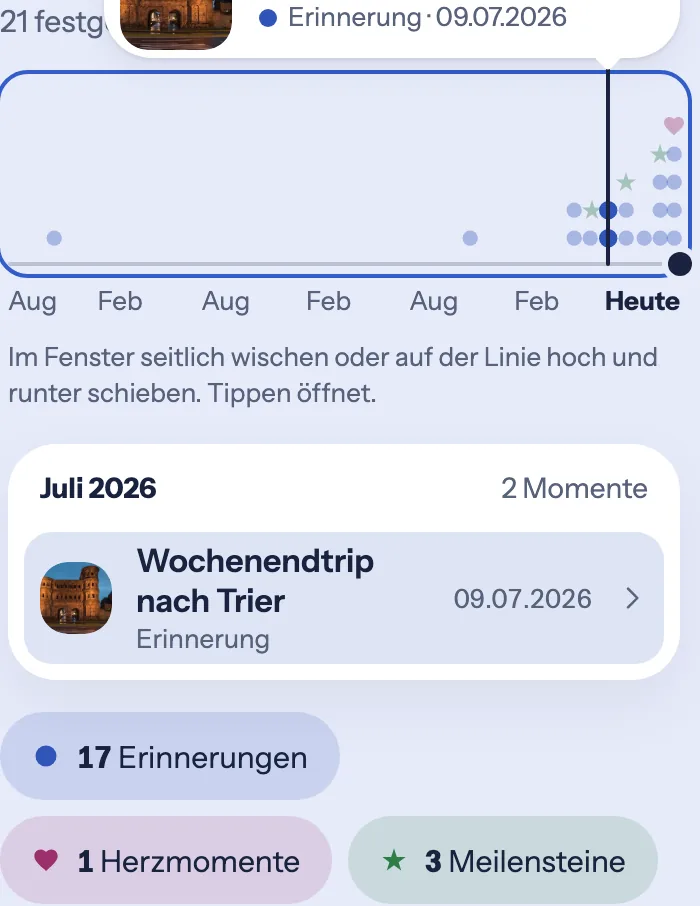 21 festg
Erinnerung · 09.07.2026
Aug Feb Aug Feb Aug Feb Heute
Im Fenster seitlich wischen oder auf der Linie hoch und
runter schieben. Tippen öffnet.
Juli 2026 2 Momente
Wochenendtrip
nach Trier
09.07.2026
Erinnerung
17 Erinnerungen
1 Herzmomente
3 Meilensteine